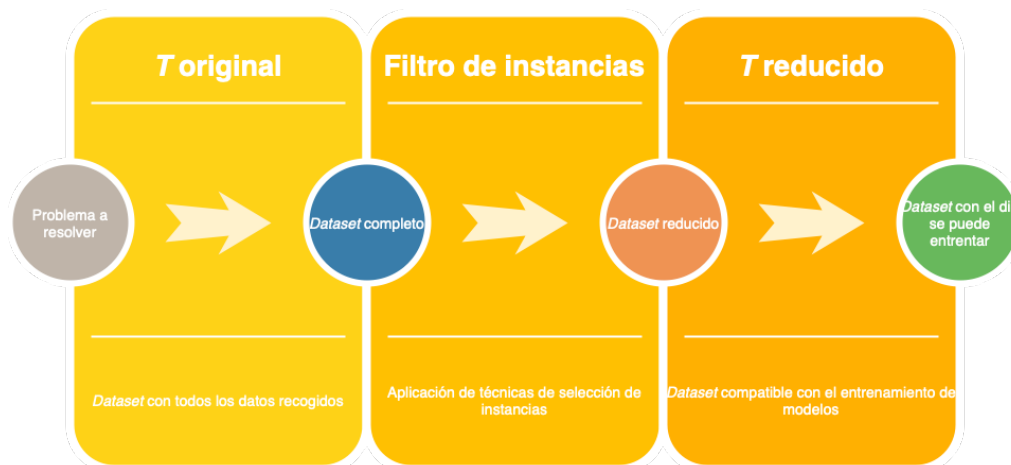 T original
Filtro de instancias
T reducido
Problema a
resolver
Dataset completo
Dataset reducido
Dataset con el di
se puede
entrentar
Dataset con todos los datos recogidos
Aplicación de técnicas de selección de
instancias
Dataset compatible con el entrenamiento de
modelos